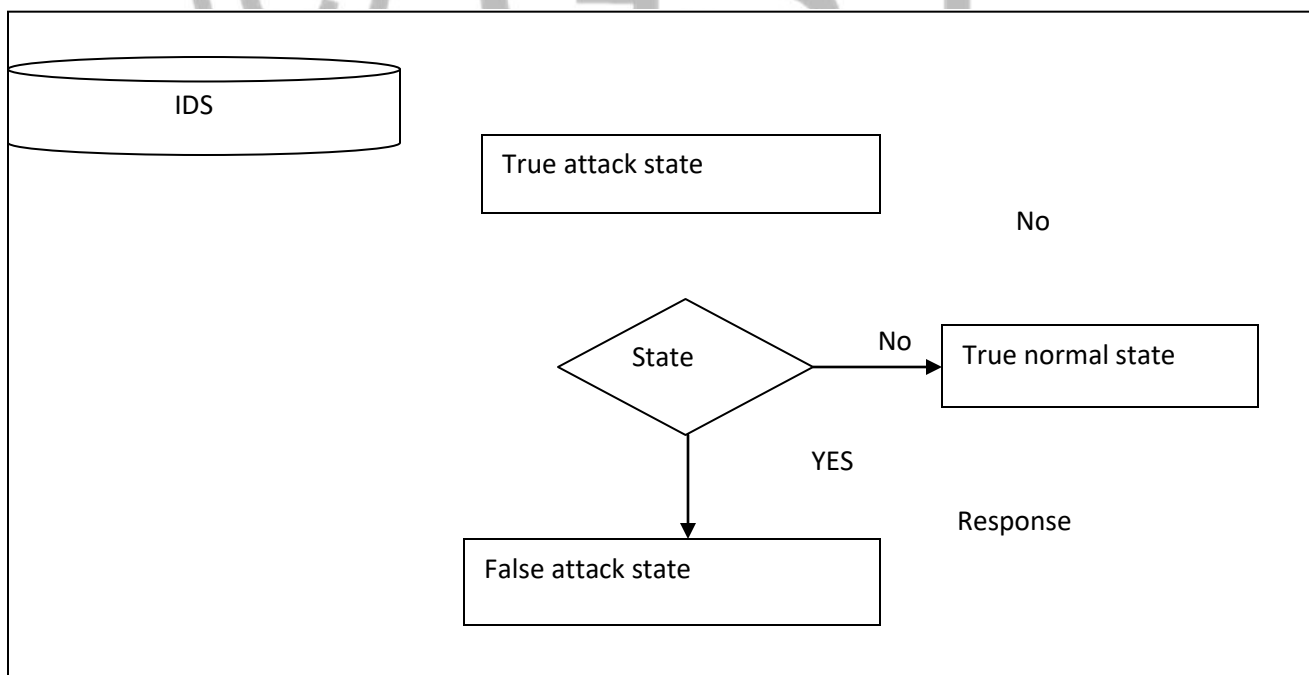 IDS
True attack state
No
State
No
True normal state
YES
Response
False attack state